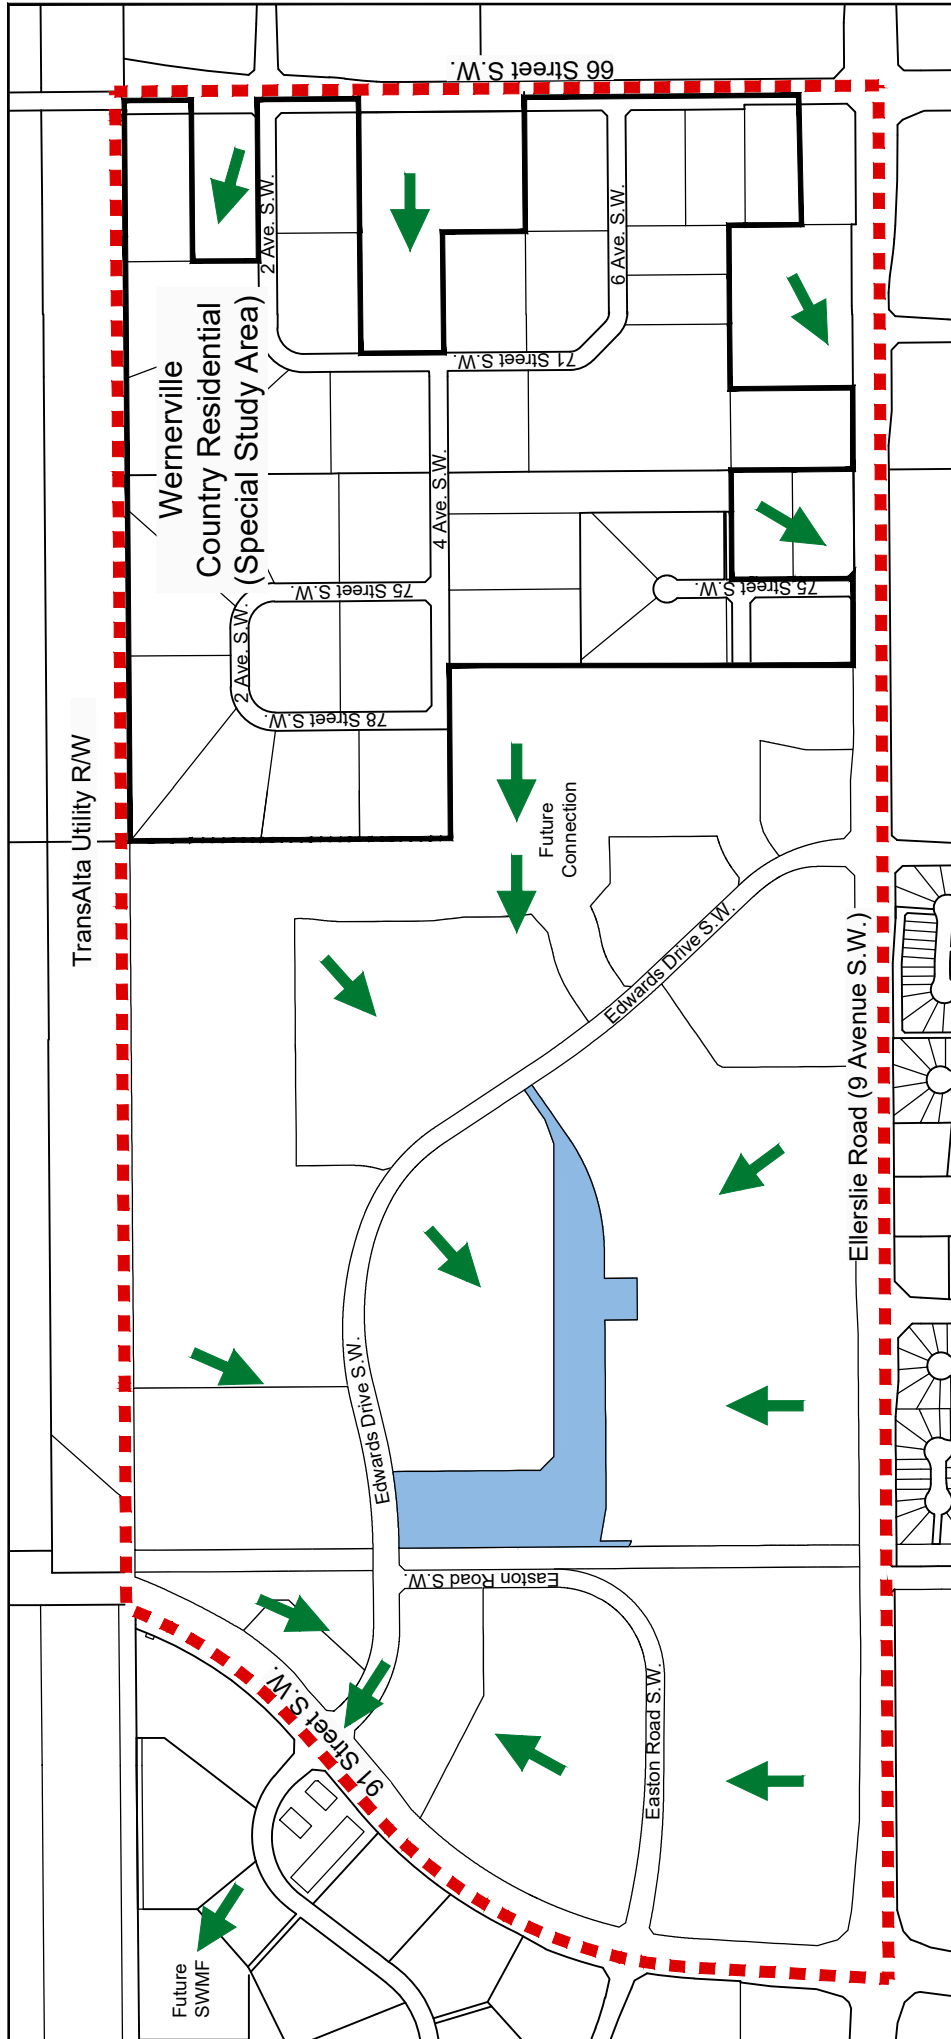 66 Street S.W.
2 Ave. S.W.
6 Ave. S.W.
Wernerville
Country Residential
(Special Study Area)
71 Street S.W.
4 Ave. S.W.
75 Street S.W.
75 Street S.W.
2 Ave. S.W.
78 Street S.W.
TransAlta Utility R/W
Future
Connection
Edwards Drive S.W.
Ellerslie Road (9 Avenue S.W.)
Edwards Drive S.W.
Easton Road S.W.
91 Street S.W.
Easton Road S.W.
Future
SWMF